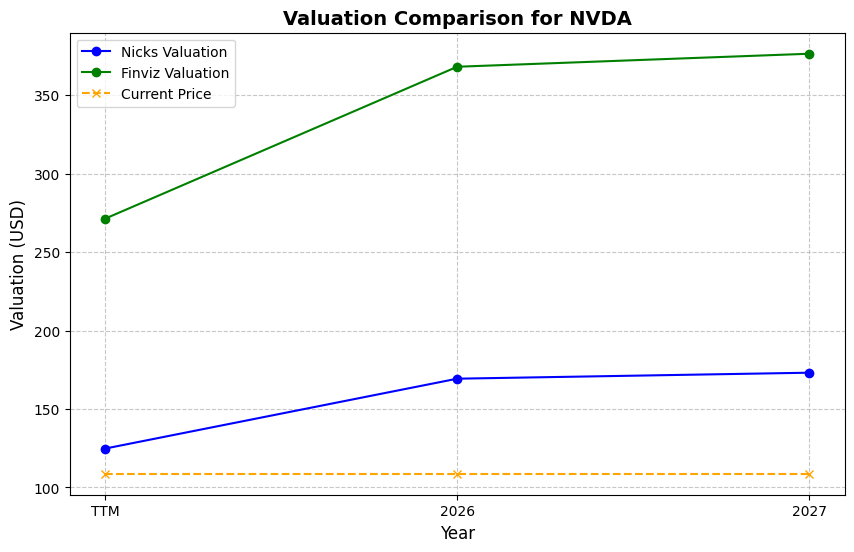 Valuation Comparison for NVDA
Nicks Valuation
Finviz Valuation
Current Price
Valuation (USD)
350
300
250
200
150
100
TTM 2026 2027
Year